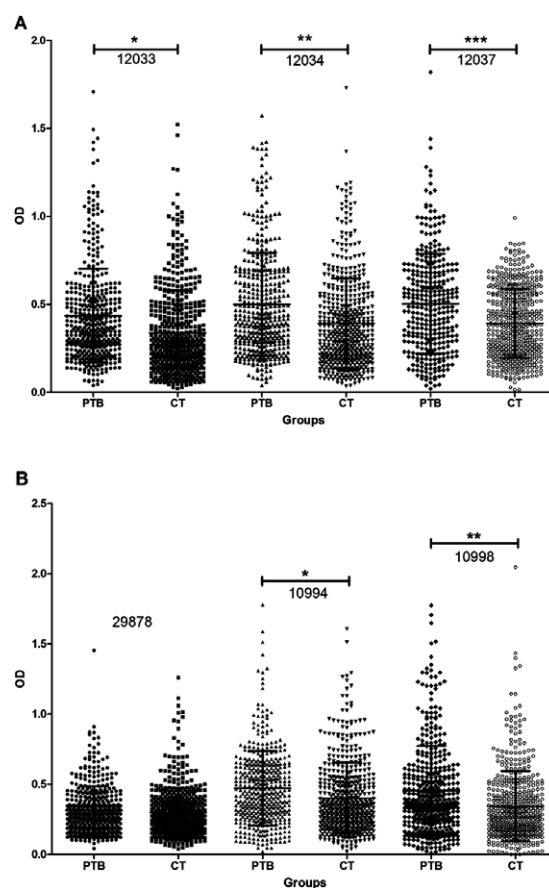 A
2.0
* ** ***
12033 12034 12037
1.5
OD
1.0
0.5
0.0
PTB CT PTB CT PTB CT
Groups
B
2.5
**
10998
2.0
*
10994
29878
1.5
OD
1.0
0.5
0.0
PTB CT PTB CT PTB CT
Groups